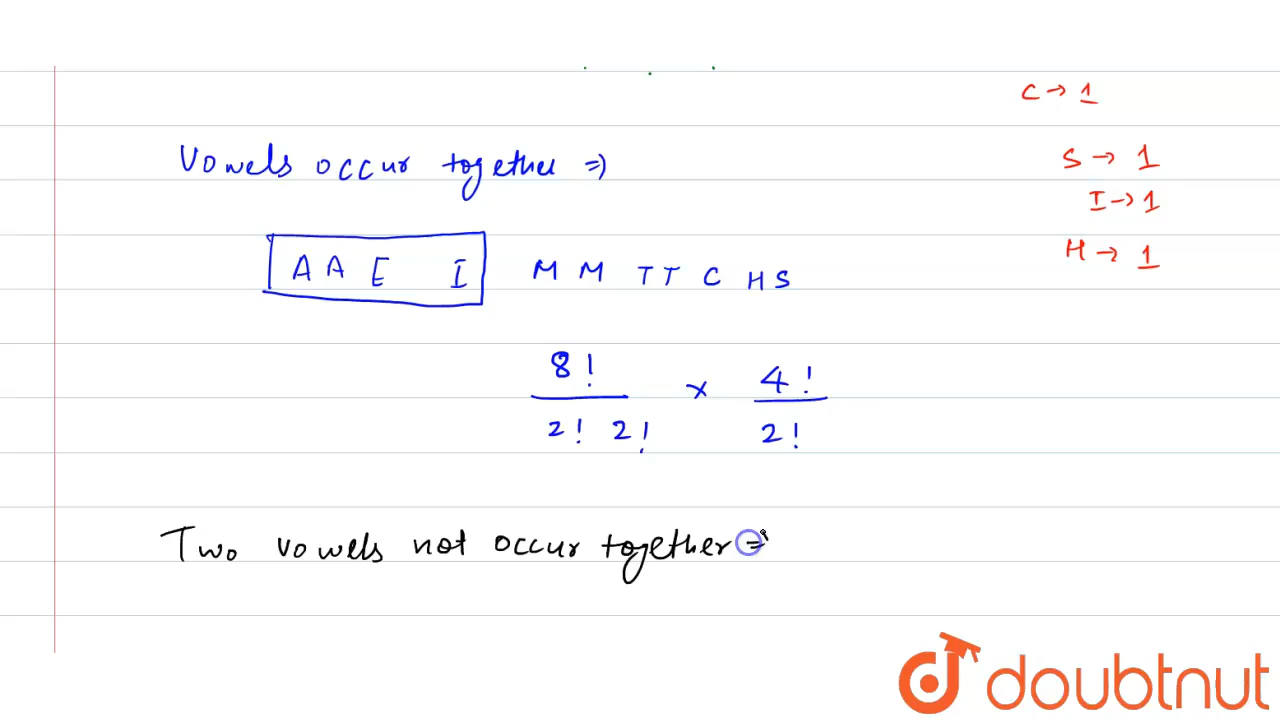 C → 1
Vowels occur together ⇒
S → 1
I → 1
H → 1
A A E I M M T T C H S
8! / 2! 2! × 4! / 2!
Two vowels not occur together =
doubtnut